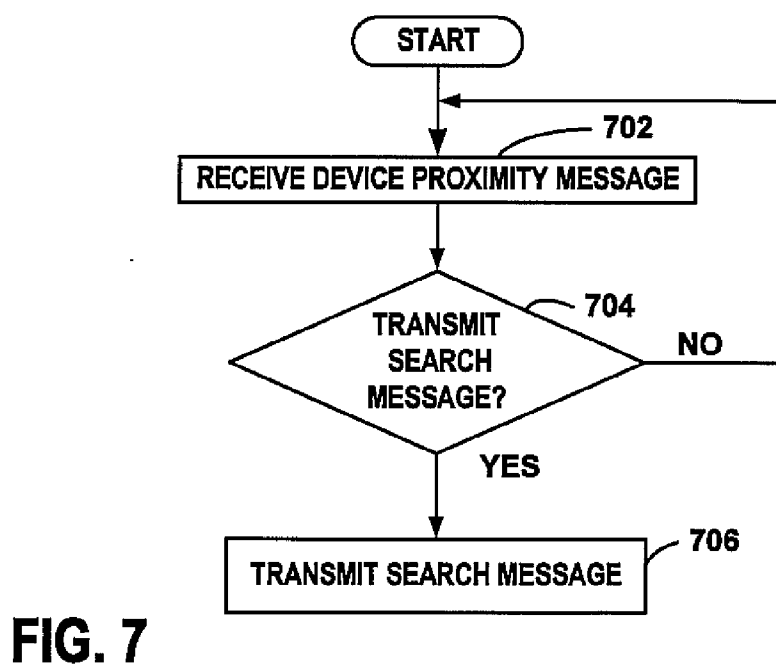 START
702
RECEIVE DEVICE PROXIMITY MESSAGE
704
TRANSMIT
SEARCH
MESSAGE?
NO
YES
706
TRANSMIT SEARCH MESSAGE
FIG. 7